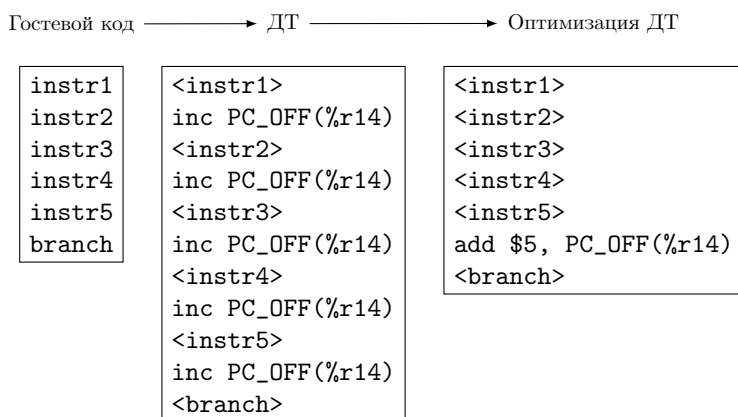 Гостевой код ДТ Оптимизация ДТ
instr1
instr2
instr3
instr4
instr5
branch
<instr1>
inc PC_OFF(%r14)
<instr2>
inc PC_OFF(%r14)
<instr3>
inc PC_OFF(%r14)
<instr4>
inc PC_OFF(%r14)
<instr5>
inc PC_OFF(%r14)
<branch>
<instr1>
<instr2>
<instr3>
<instr4>
<instr5>
add $5, PC_OFF(%r14)
<branch>